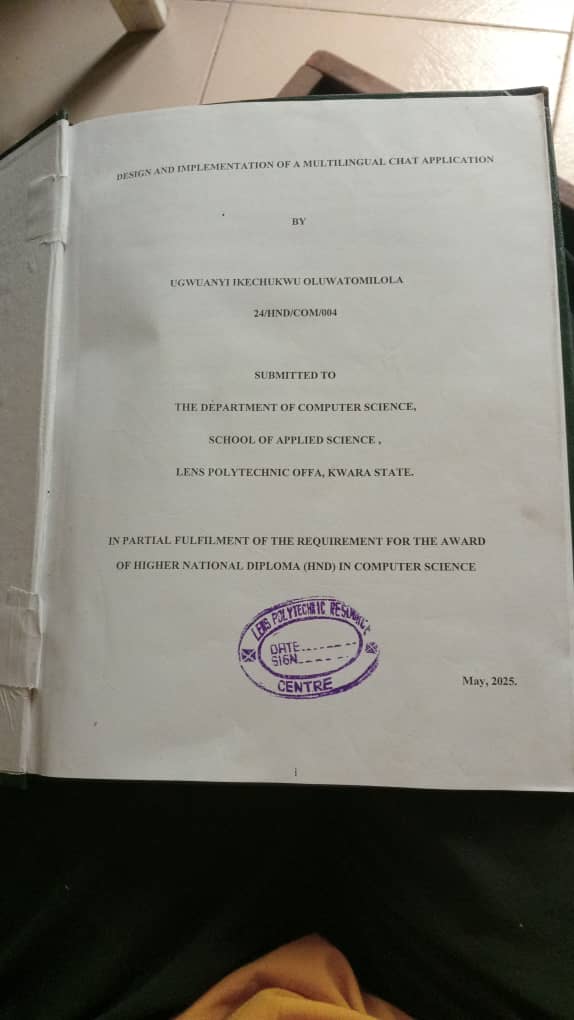 DESIGN AND IMPLEMENTATION OF A MULTILINGUAL CHAT APPLICATION
BY
UGWUANYI IKECHUKWU OLUWATOMILOLA
24/HND/COM/004
SUBMITTED TO
THE DEPARTMENT OF COMPUTER SCIENCE,
SCHOOL OF APPLIED SCIENCE ,
LENS POLYTECHNIC OFFA, KWARA STATE.
IN PARTIAL FULFILMENT OF THE REQUIREMENT FOR THE AWARD
OF HIGHER NATIONAL DIPLOMA (HND) IN COMPUTER SCIENCE
LENS POLYTECHNIC RESOURCE
DATE.......
SIGN.......
CENTRE
May, 2025.
i